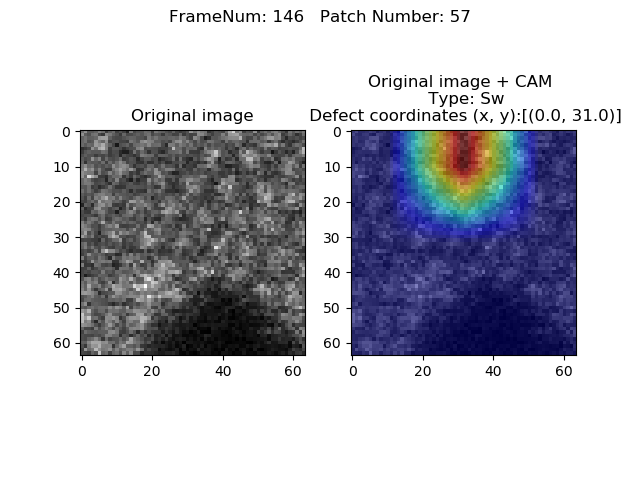 FrameNum: 146   Patch Number: 57
Original image
Original image + CAM
Type: Sw
Defect coordinates (x, y):[(0.0, 31.0)]
0
10
20
30
40
50
60
0 20 40 60
0
10
20
30
40
50
60
0 20 40 60